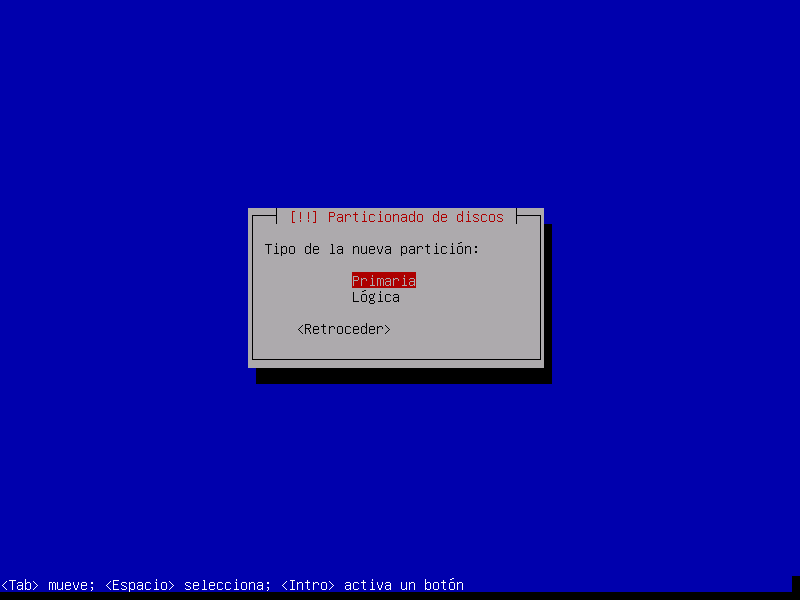 [!!] Particionado de discos
Tipo de la nueva partición:
Primaria
Lógica
<Retroceder>
<Tab> mueve; <Espacio> selecciona; <Intro> activa un botón